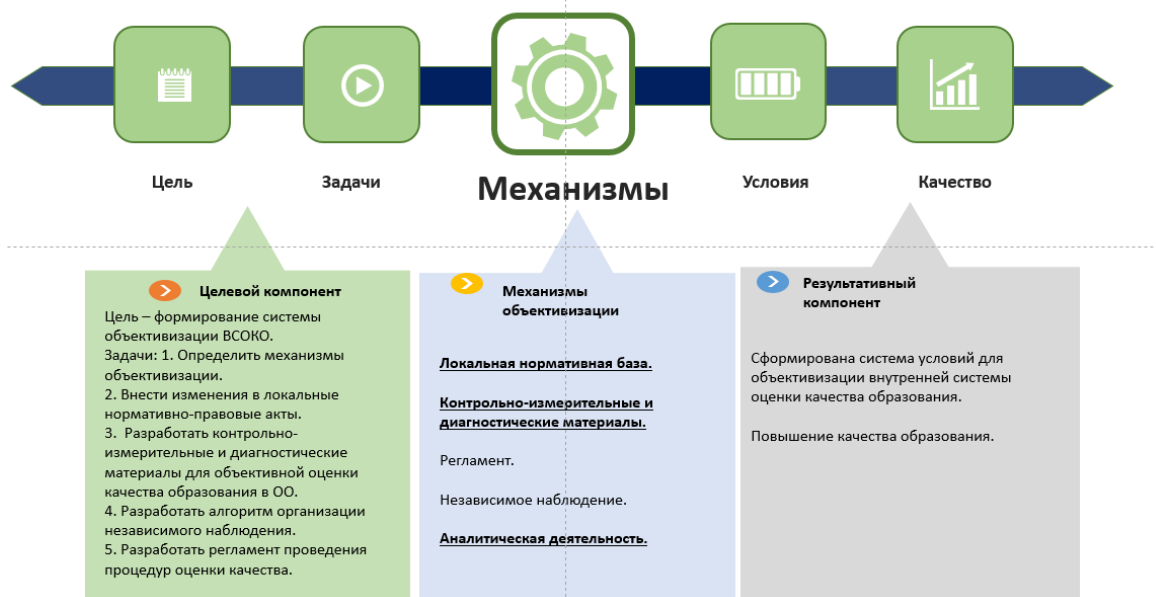 Цель
Задачи
Механизмы
Условия
Качество
Целевой компонент
Цель – формирование системы
объективизации ВСОКО.
Задачи: 1. Определить механизмы
объективизации.
2. Внести изменения в локальные
нормативно-правовые акты.
3. Разработать контрольно-
измерительные и диагностические
материалы для объективной оценки
качества образования в ОО.
4. Разработать алгоритм организации
независимого наблюдения.
5. Разработать регламент проведения
процедур оценки качества.
Механизмы
объективизации
Локальная нормативная база.
Контрольно-измерительные и
диагностические материалы.
Регламент.
Независимое наблюдение.
Аналитическая деятельность.
Результативный
компонент
Сформирована система условий для
объективизации внутренней системы
оценки качества образования.
Повышение качества образования.